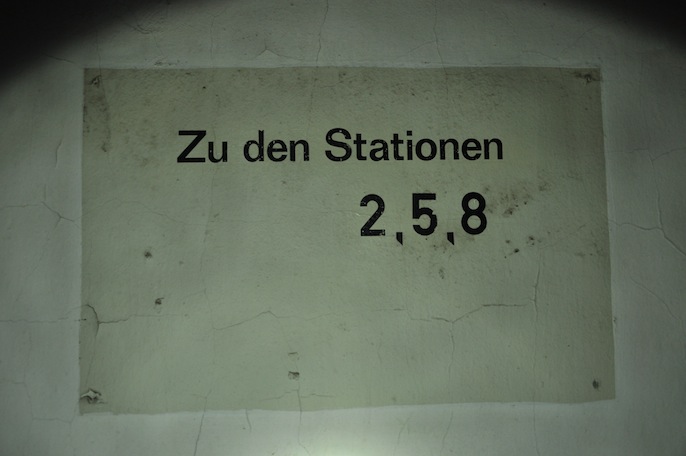 Zu den Stationen
2,5,8